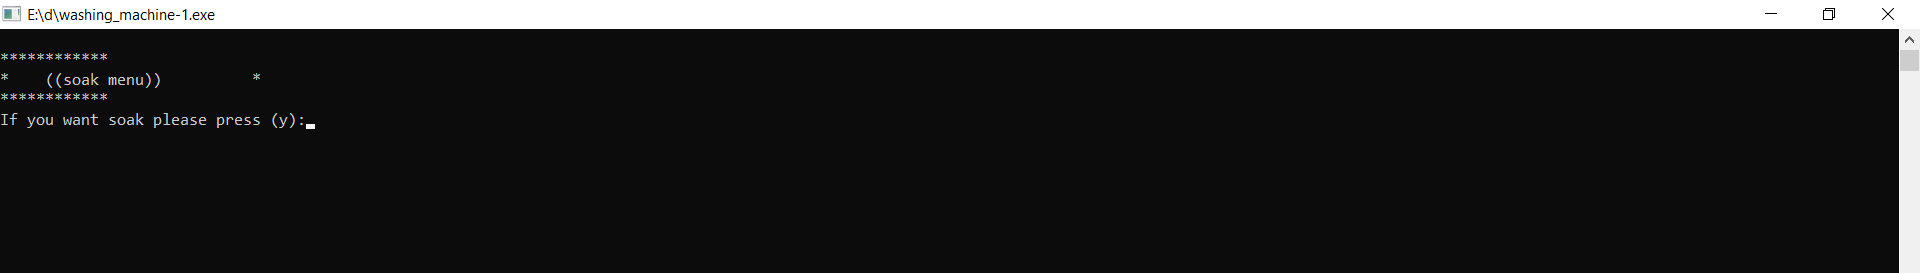 E:\d\washing_machine-1.exe
************
*    ((soak menu))          *
************
If you want soak please press (y):